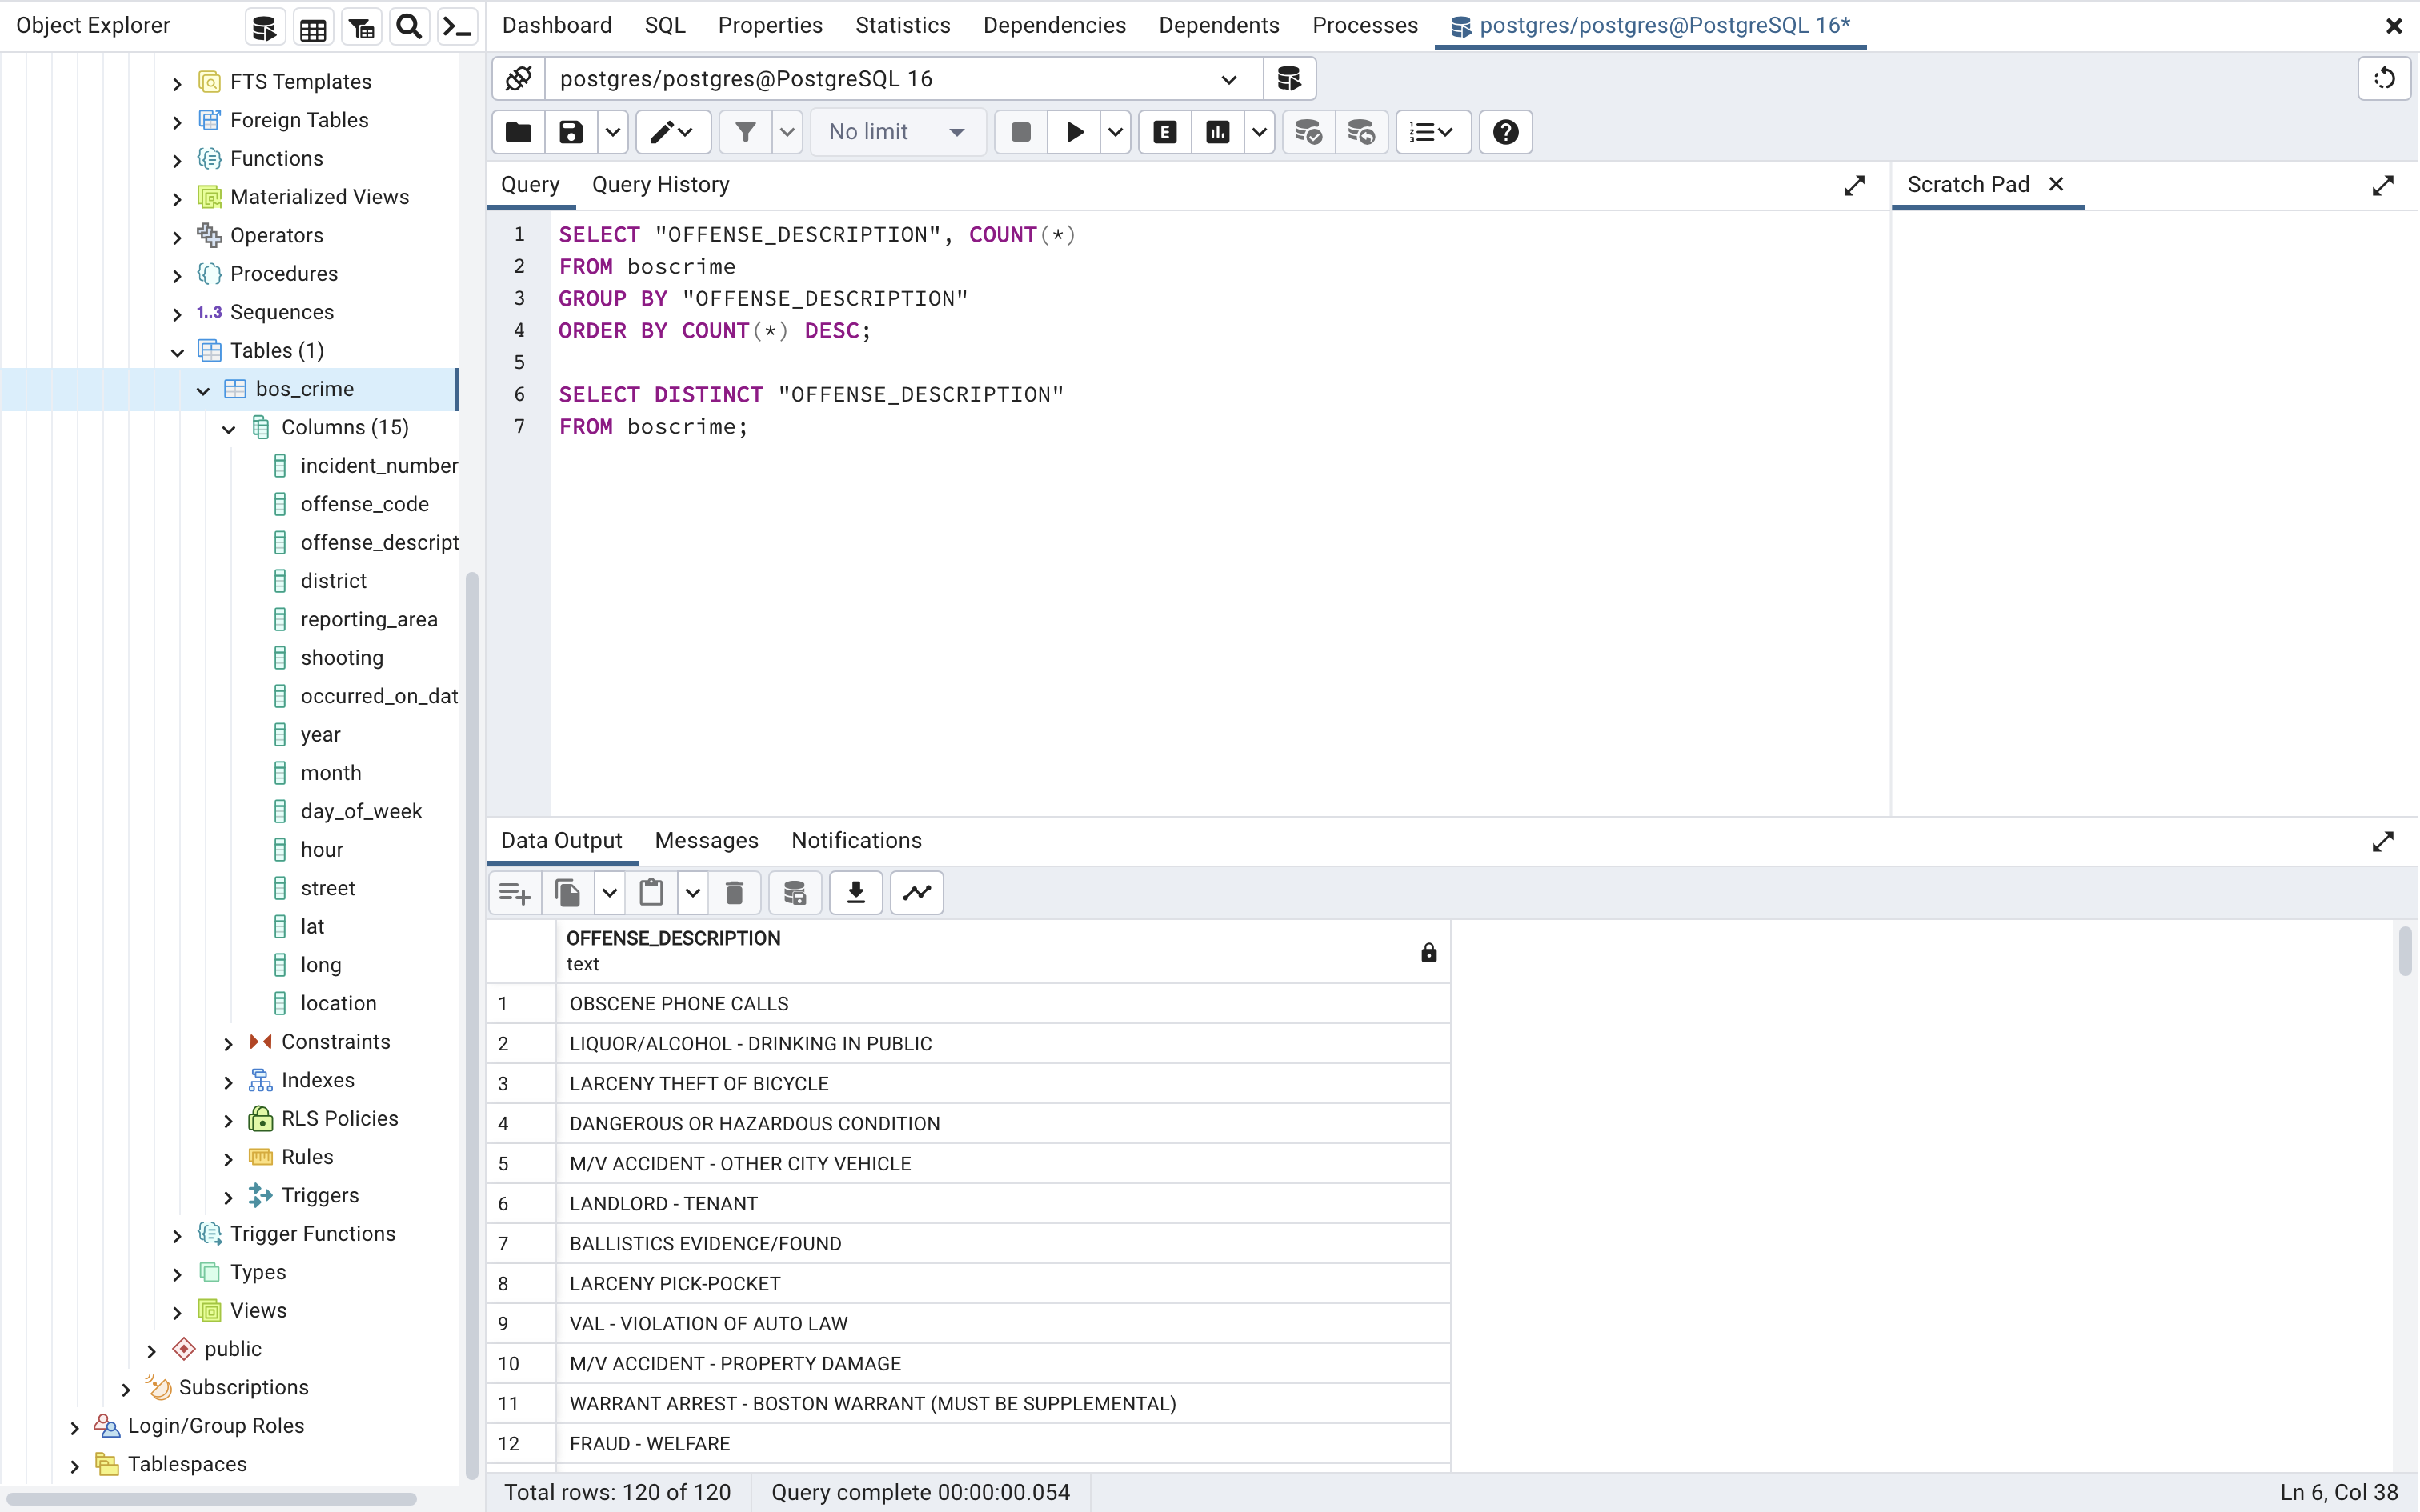 Object Explorer
Dashboard SQL Properties Statistics Dependencies Dependents Processes postgres/postgres@PostgreSQL 16*
FTS Templates
Foreign Tables
Functions
Materialized Views
Operators
Procedures
1..3 Sequences
Tables (1)
bos_crime
Columns (15)
incident_number
offense_code
offense_descript
district
reporting_area
shooting
occurred_on_dat
year
month
day_of_week
hour
street
lat
long
location
Constraints
Indexes
RLS Policies
Rules
Triggers
Trigger Functions
Types
Views
public
Subscriptions
Login/Group Roles
Tablespaces
postgres/postgres@PostgreSQL 16
No limit
E
Query Query History
Scratch Pad
1 SELECT "OFFENSE_DESCRIPTION", COUNT(*)
2 FROM boscrime
3 GROUP BY "OFFENSE_DESCRIPTION"
4 ORDER BY COUNT(*) DESC;
5
6 SELECT DISTINCT "OFFENSE_DESCRIPTION"
7 FROM boscrime;
Data Output Messages Notifications
OFFENSE_DESCRIPTION
text
1 OBSCENE PHONE CALLS
2 LIQUOR/ALCOHOL - DRINKING IN PUBLIC
3 LARCENY THEFT OF BICYCLE
4 DANGEROUS OR HAZARDOUS CONDITION
5 M/V ACCIDENT - OTHER CITY VEHICLE
6 LANDLORD - TENANT
7 BALLISTICS EVIDENCE/FOUND
8 LARCENY PICK-POCKET
9 VAL - VIOLATION OF AUTO LAW
10 M/V ACCIDENT - PROPERTY DAMAGE
11 WARRANT ARREST - BOSTON WARRANT (MUST BE SUPPLEMENTAL)
12 FRAUD - WELFARE
Total rows: 120 of 120 Query complete 00:00:00.054 Ln 6, Col 38